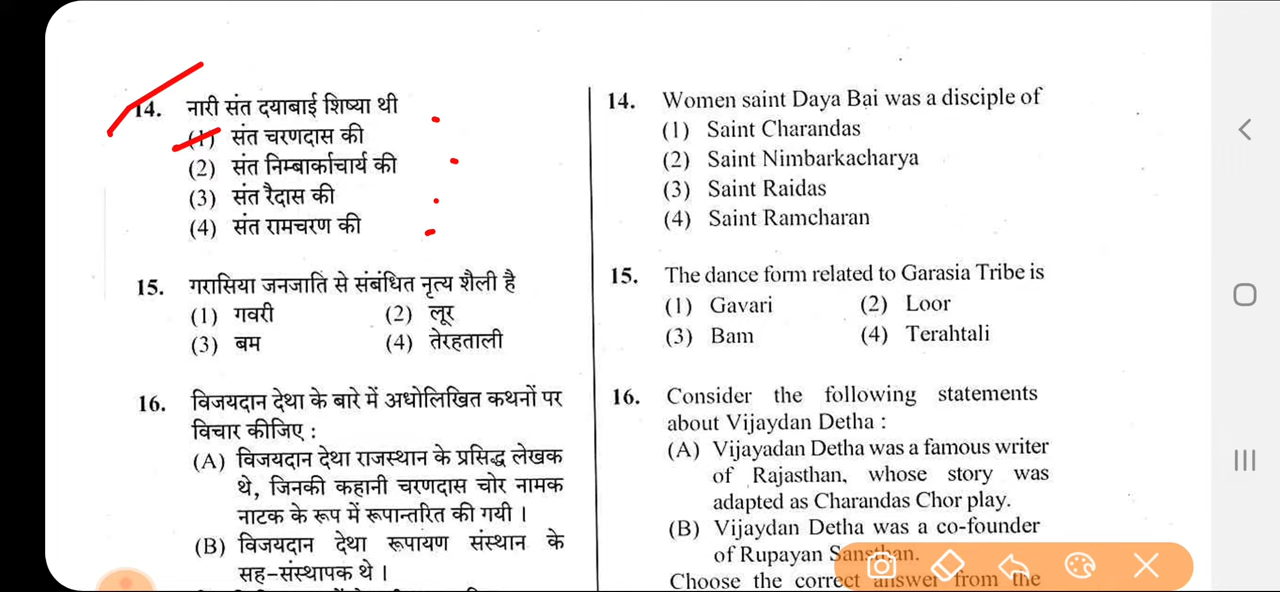 14. नारी संत दयाबाई शिष्या थी
(1) संत चरणदास की
(2) संत निम्बार्काचार्य की
(3) संत रैदास की
(4) संत रामचरण की
15. गरासिया जनजाति से संबंधित नृत्य शैली है
(1) गवरी (2) लूर
(3) बम (4) तेरहताली
16. विजयदान देथा के बारे में अधोलिखित कथनों पर
विचार कीजिए :
(A) विजयदान देथा राजस्थान के प्रसिद्ध लेखक
थे, जिनकी कहानी चरणदास चोर नामक
नाटक के रूप में रूपान्तरित की गयी ।
(B) विजयदान देथा रूपायण संस्थान के
सह-संस्थापक थे ।
14. Women saint Daya Bai was a disciple of
(1) Saint Charandas
(2) Saint Nimbarkacharya
(3) Saint Raidas
(4) Saint Ramcharan
15. The dance form related to Garasia Tribe is
(1) Gavari (2) Loor
(3) Bam (4) Terahtali
16. Consider the following statements
about Vijaydan Detha :
(A) Vijayadan Detha was a famous writer
of Rajasthan, whose story was
adapted as Charandas Chor play.
(B) Vijaydan Detha was a co-founder
of Rupayan Sansthan.
Choose the correct answer from the